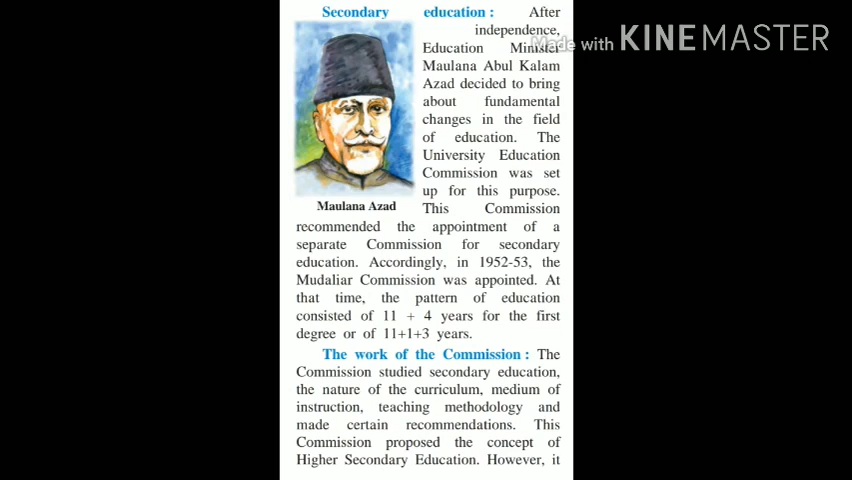 Secondary education : After
independence,
Education Minister
Made with KINEMASTER
Maulana Abul Kalam
Azad decided to bring
about fundamental
changes in the field
of education. The
University Education
Commission was set
up for this purpose.
Maulana Azad
This Commission
recommended the appointment of a
separate Commission for secondary
education. Accordingly, in 1952-53, the
Mudaliar Commission was appointed. At
that time, the pattern of education
consisted of 11 + 4 years for the first
degree or of 11+1+3 years.
The work of the Commission : The
Commission studied secondary education,
the nature of the curriculum, medium of
instruction, teaching methodology and
made certain recommendations. This
Commission proposed the concept of
Higher Secondary Education. However, it